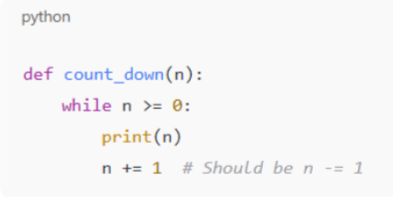 python
def count_down(n):
    while n >= 0:
        print(n)
        n += 1  # Should be n -= 1